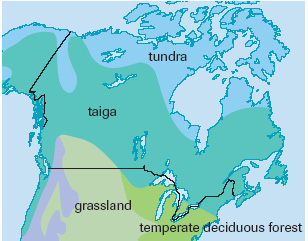 tundra
taiga
grassland
temperate deciduous forest